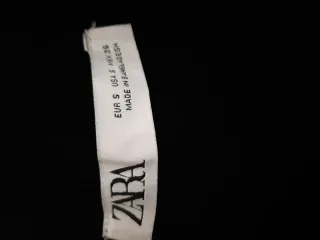 ZARA
EUR S USA S MEX 26
MADE IN BANGLADESH